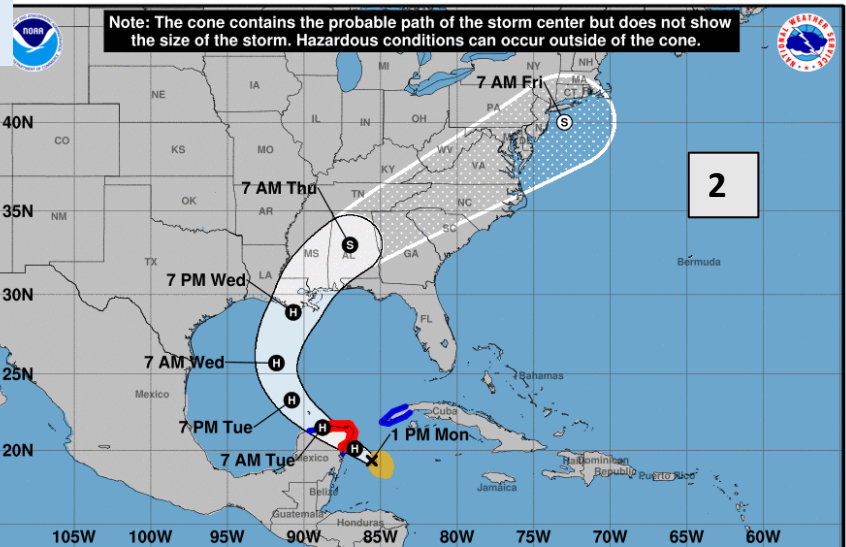 Note: The cone contains the probable path of the storm center but does not show
the size of the storm. Hazardous conditions can occur outside of the cone.
NOAA
NATIONAL WEATHER SERVICE
MI
NY
NH
7 AM Fri
MA
CT
NE
IA
PA
S
40N
IL
IN
OH
CO
KS
MO
WV
VA
KY
7 AM Thu
TN
2
OK
NC
35N
NM
AR
SC
S
MS
AL
GA
TX
LA
Bermuda
7 PM Wed
30N
H
FL
7 AM Wed
H
25N
Bahamas
Mexico
H
Cuba
7 PM Tue
H
1 PM Mon
H
20N
7 AM Tue
Mexico
Haiti
Dominican
Republic
Puerto Rico
Jamaica
Belize
Guatemala
Honduras
105W
100W
95W
90W
85W
80W
75W
70W
65W
60W